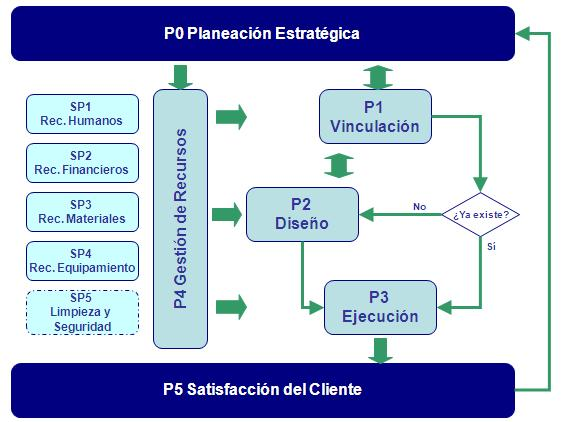 P0 Planeación Estratégica
SP1
Rec. Humanos
SP2
Rec. Financieros
SP3
Rec. Materiales
SP4
Rec. Equipamiento
SP5
Limpieza y
Seguridad
P4 Gestión de Recursos
P1
Vinculación
P2
Diseño
No
¿Ya existe?
Sí
P3
Ejecución
P5 Satisfacción del Cliente